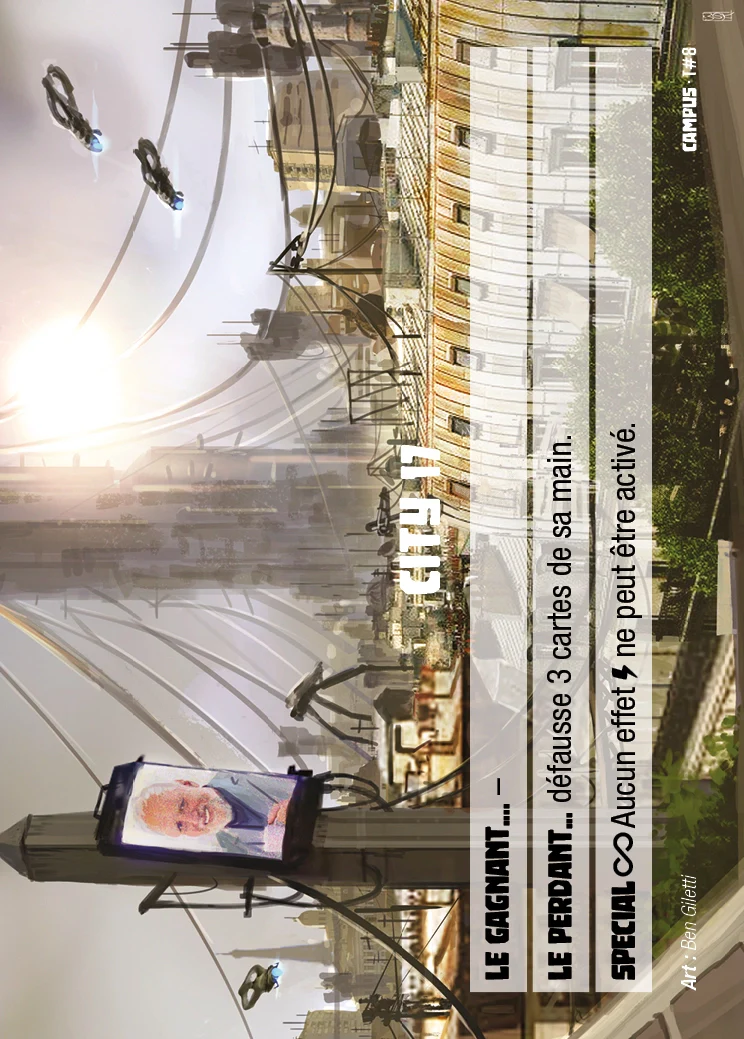 CITY 17
LE GAGNANT.... –
LE PERDANT... défausse 3 cartes de sa main.
SPECIAL ∞ Aucun effet ⚡ ne peut être activé.
Art : Ben Giletti
CAMPUS 1#8